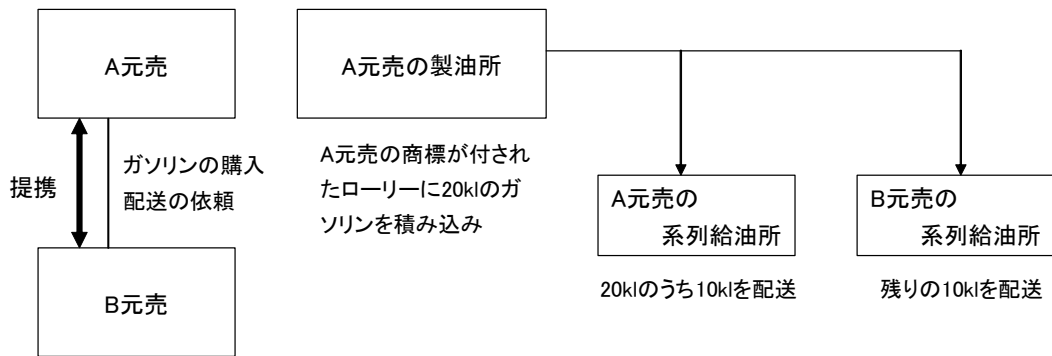 A元売
提携
ガソリンの購入
配送の依頼
B元売
A元売の製油所
A元売の商標が付され
たローリーに20klのガ
ソリンを積み込み
A元売の
系列給油所
20klのうち10klを配送
B元売の
系列給油所
残りの10klを配送